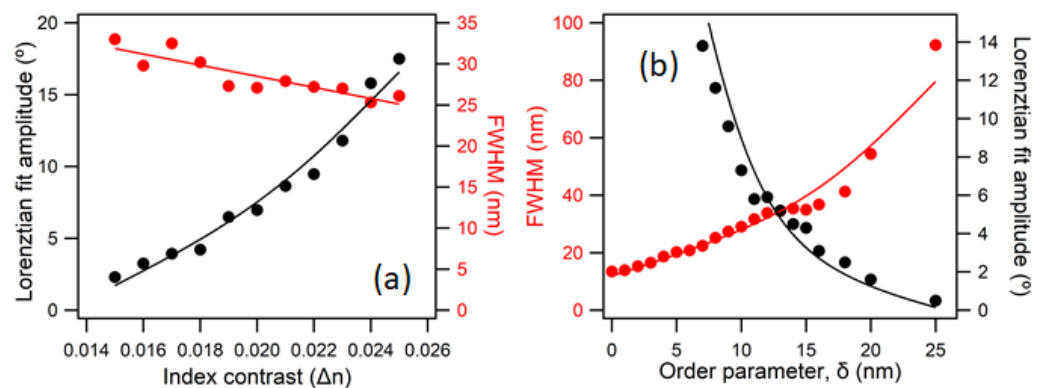 Lorenztian fit amplitude (º)
20
15
10
5
0
(a)
35
30
25
20
15
10
5
0
FWHM (nm)
0.014 0.016 0.018 0.020 0.022 0.024 0.026
Index contrast (Δn)
FWHM (nm)
100
80
60
40
20
0
(b)
14
12
10
8
6
4
2
0
Lorenztian fit amplitude (º)
0 5 10 15 20 25
Order parameter, δ (nm)